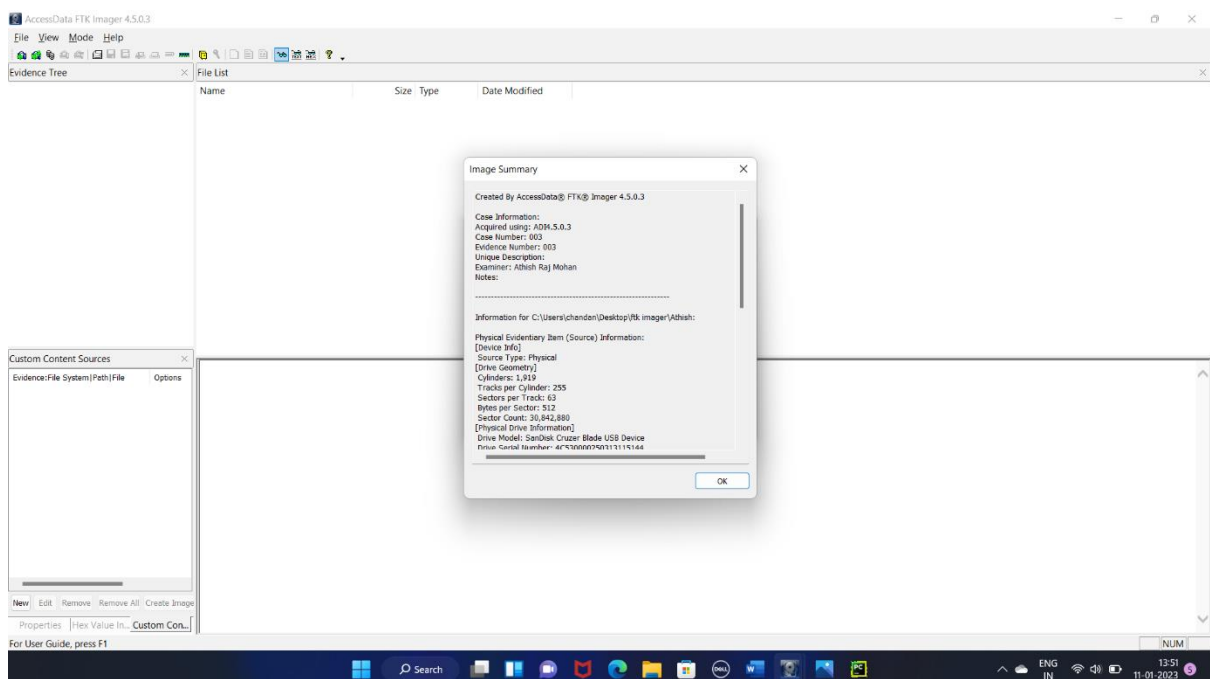 AccessData FTK Imager 4.5.0.3
File View Mode Help
Evidence Tree
File List
Name Size Type Date Modified
Image Summary
Created By AccessData® FTK® Imager 4.5.0.3
Case Information:
Acquired using: ADI4.5.0.3
Case Number: 003
Evidence Number: 003
Unique Description:
Examiner: Athish Raj Mohan
Notes:
--------------------------------------------------------------
Information for C:\Users\chandan\Desktop\ftk imager\Athish:
Physical Evidentiary Item (Source) Information:
[Device Info]
Source Type: Physical
[Drive Geometry]
Cylinders: 1,919
Tracks per Cylinder: 255
Sectors per Track: 63
Bytes per Sector: 512
Sector Count: 30,842,880
[Physical Drive Information]
Drive Model: SanDisk Cruzer Blade USB Device
Drive Serial Number: 4C530000250313115144
OK
Custom Content Sources
Evidence:File System|Path|File Options
New Edit Remove Remove All Create Image
Properties Hex Value In... Custom Con...
For User Guide, press F1
NUM
Search
ENG
IN
13:51
11-01-2023